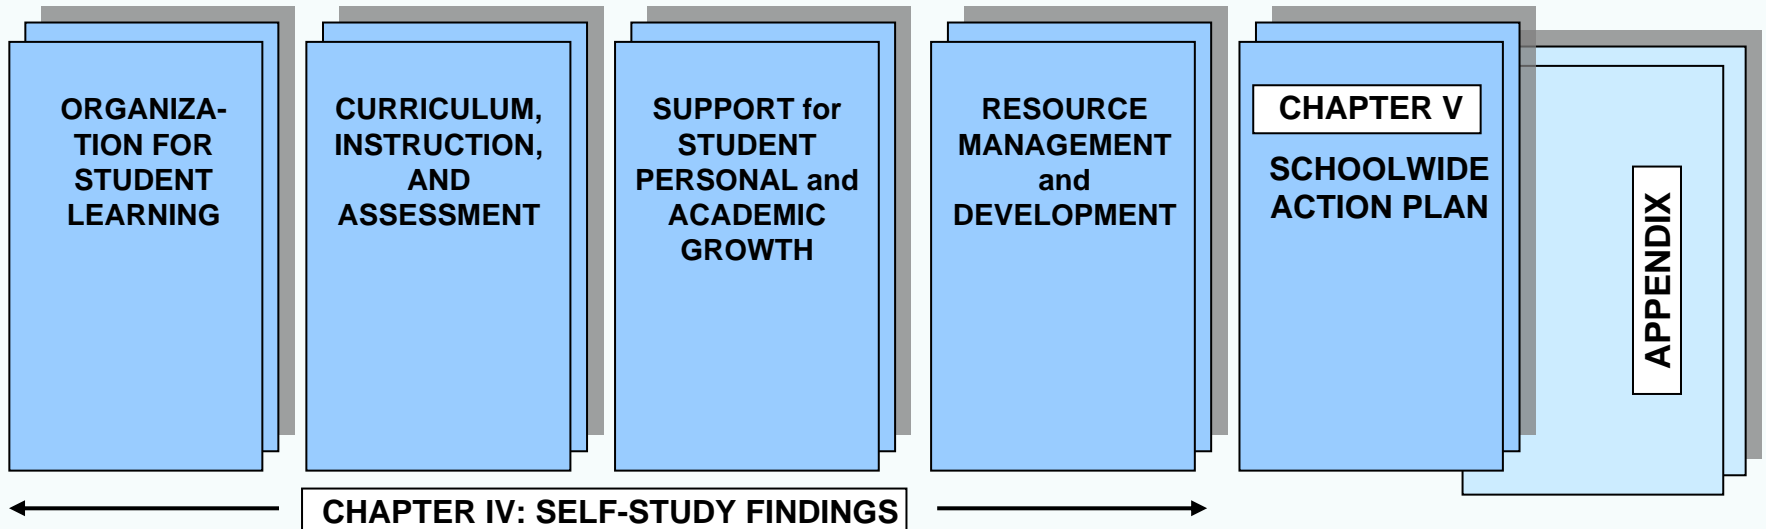 ORGANIZA-
TION FOR
STUDENT
LEARNING
CURRICULUM,
INSTRUCTION,
AND
ASSESSMENT
SUPPORT for
STUDENT
PERSONAL and
ACADEMIC
GROWTH
RESOURCE
MANAGEMENT
and
DEVELOPMENT
CHAPTER V
SCHOOLWIDE
ACTION PLAN
APPENDIX
CHAPTER IV: SELF-STUDY FINDINGS